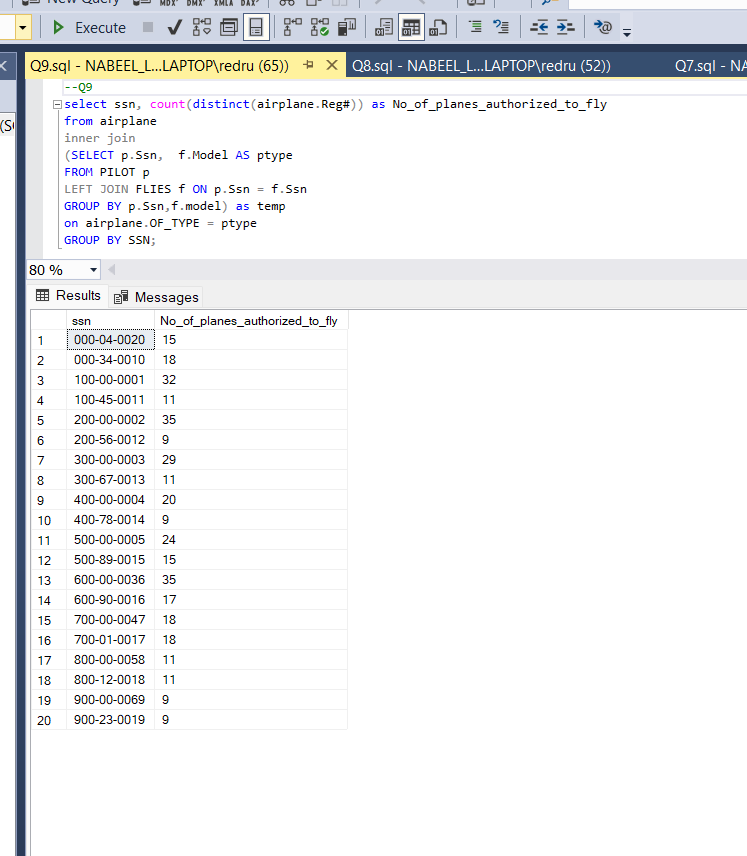 New Query MDX DMX XMLA DAX
Execute
Q9.sql - NABEEL_L...LAPTOP\redru (65)) Q8.sql - NABEEL_L...LAPTOP\redru (52)) Q7.sql - NA
--Q9
select ssn, count(distinct(airplane.Reg#)) as No_of_planes_authorized_to_fly
from airplane
inner join
(SELECT p.Ssn,  f.Model AS ptype
FROM PILOT p
LEFT JOIN FLIES f ON p.Ssn = f.Ssn
GROUP BY p.Ssn,f.model) as temp
on airplane.OF_TYPE = ptype
GROUP BY SSN;
80 %
Results Messages
ssn No_of_planes_authorized_to_fly
1 000-04-0020 15
2 000-34-0010 18
3 100-00-0001 32
4 100-45-0011 11
5 200-00-0002 35
6 200-56-0012 9
7 300-00-0003 29
8 300-67-0013 11
9 400-00-0004 20
10 400-78-0014 9
11 500-00-0005 24
12 500-89-0015 15
13 600-00-0036 35
14 600-90-0016 17
15 700-00-0047 18
16 700-01-0017 18
17 800-00-0058 11
18 800-12-0018 11
19 900-00-0069 9
20 900-23-0019 9